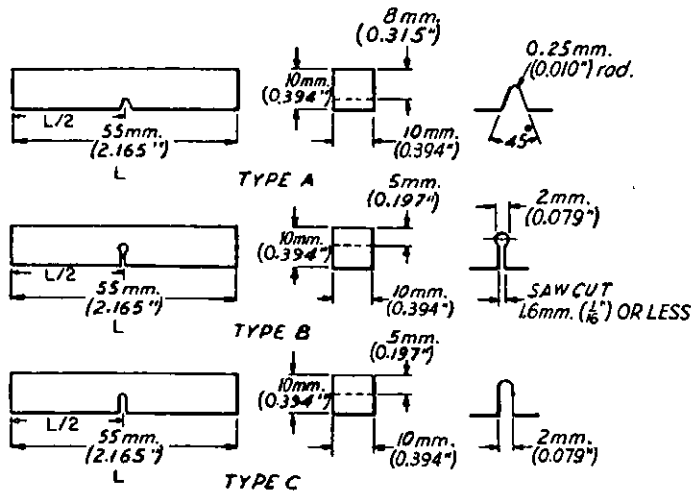 8mm.
(0.315")
0.25mm.
(0.010") rad.
10mm.
(0.394")
L/2
55mm.
(2.165")
L
10mm.
(0.394")
45°
TYPE A
5mm.
(0.197")
2mm.
(0.079")
10mm.
(0.394")
L/2
55mm.
(2.165")
L
10mm.
(0.394")
SAW CUT
1.6mm. (1/16") OR LESS
TYPE B
5mm.
(0.197")
10mm.
(0.394")
L/2
55mm.
(2.165")
L
10mm.
(0.394")
2mm.
(0.079")
TYPE C